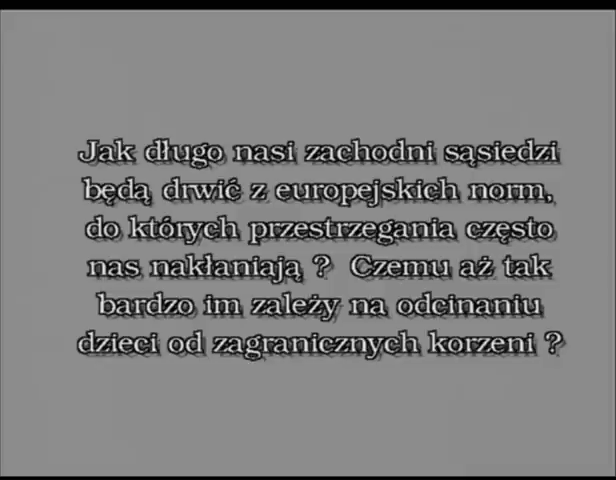 Jak długo nasi zachodni sąsiedzi
będą drwić z europejskich norm,
do których przestrzegania często
nas nakłaniają ?  Czemu aż tak
bardzo im zależy na odcinaniu
dzieci od zagranicznych korzeni ?